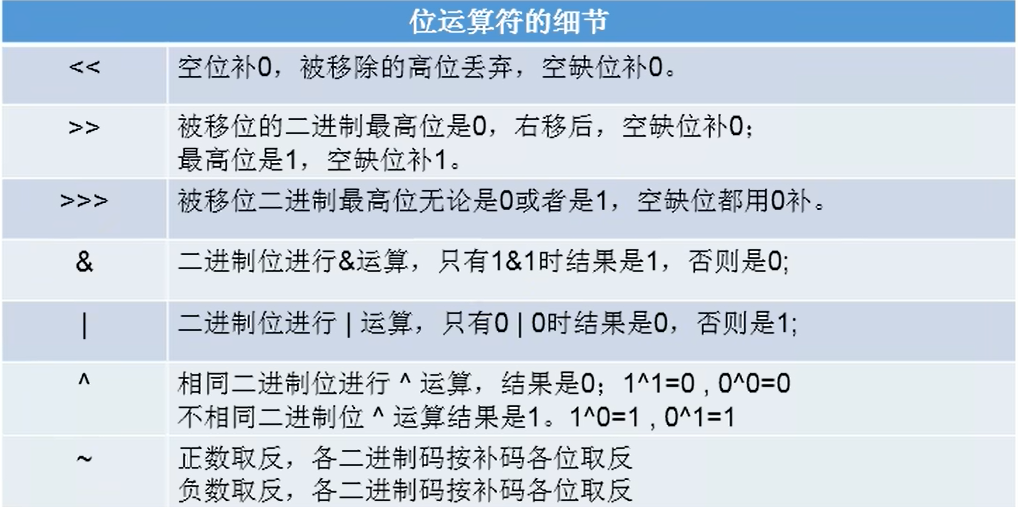 位运算符的细节
<< 空位补0，被移除的高位丢弃，空缺位补0。
>> 被移位的二进制最高位是0，右移后，空缺位补0；
最高位是1，空缺位补1。
>>> 被移位二进制最高位无论是0或者是1，空缺位都用0补。
& 二进制位进行&运算，只有1&1时结果是1，否则是0;
| 二进制位进行 | 运算，只有0 | 0时结果是0，否则是1;
^ 相同二进制位进行 ^ 运算，结果是0；1^1=0 , 0^0=0
不相同二进制位 ^ 运算结果是1。1^0=1 , 0^1=1
~ 正数取反，各二进制码按补码各位取反
负数取反，各二进制码按补码各位取反